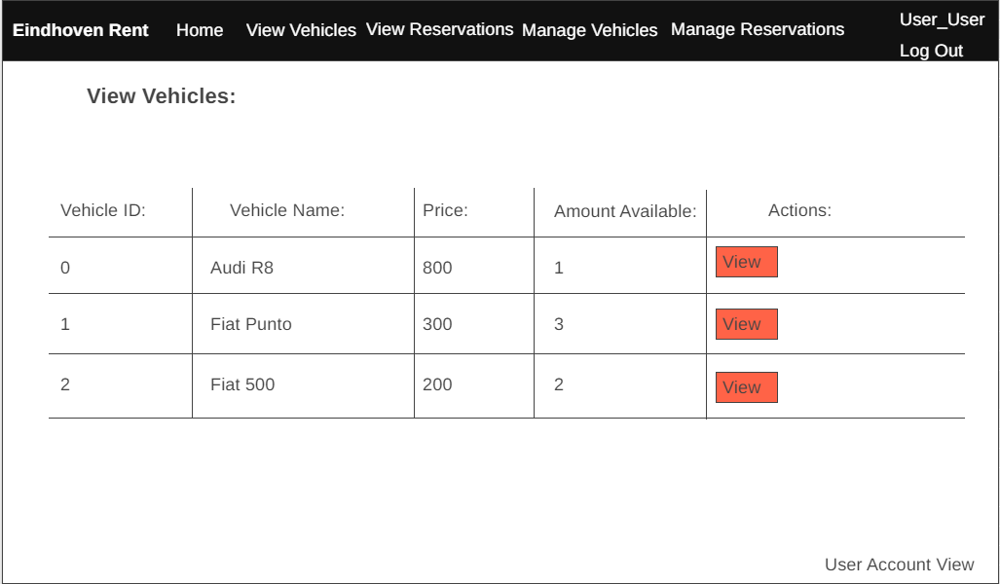 Eindhoven Rent Home View Vehicles View Reservations Manage Vehicles Manage Reservations User_User
Log Out
View Vehicles:
Vehicle ID: Vehicle Name: Price: Amount Available: Actions:
0 Audi R8 800 1 View
1 Fiat Punto 300 3 View
2 Fiat 500 200 2 View
User Account View